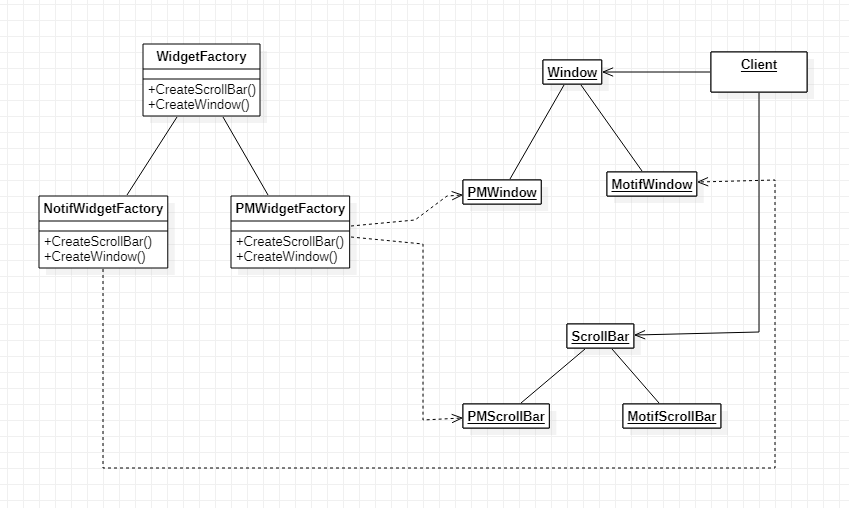 WidgetFactory
+CreateScrollBar()
+CreateWindow()
Window
Client
NotifWidgetFactory
+CreateScrollBar()
+CreateWindow()
PMWidgetFactory
+CreateScrollBar()
+CreateWindow()
PMWindow
MotifWindow
ScrollBar
PMScrollBar
MotifScrollBar